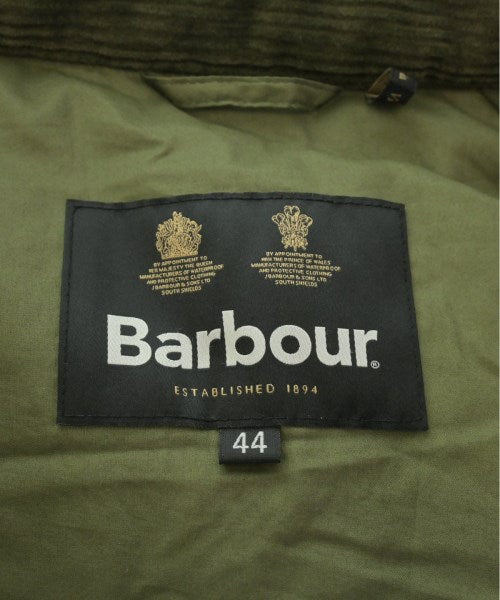 BY APPOINTMENT TO
HER MAJESTY THE QUEEN
MANUFACTURERS OF WATERPROOF
AND PROTECTIVE CLOTHING
J BARBOUR & SONS LTD
SOUTH SHIELDS
BY APPOINTMENT TO
HRH THE PRINCE OF WALES
MANUFACTURERS OF WATERPROOF
AND PROTECTIVE CLOTHING
J BARBOUR & SONS LTD
SOUTH SHIELDS
Barbour®
ESTABLISHED 1894
44